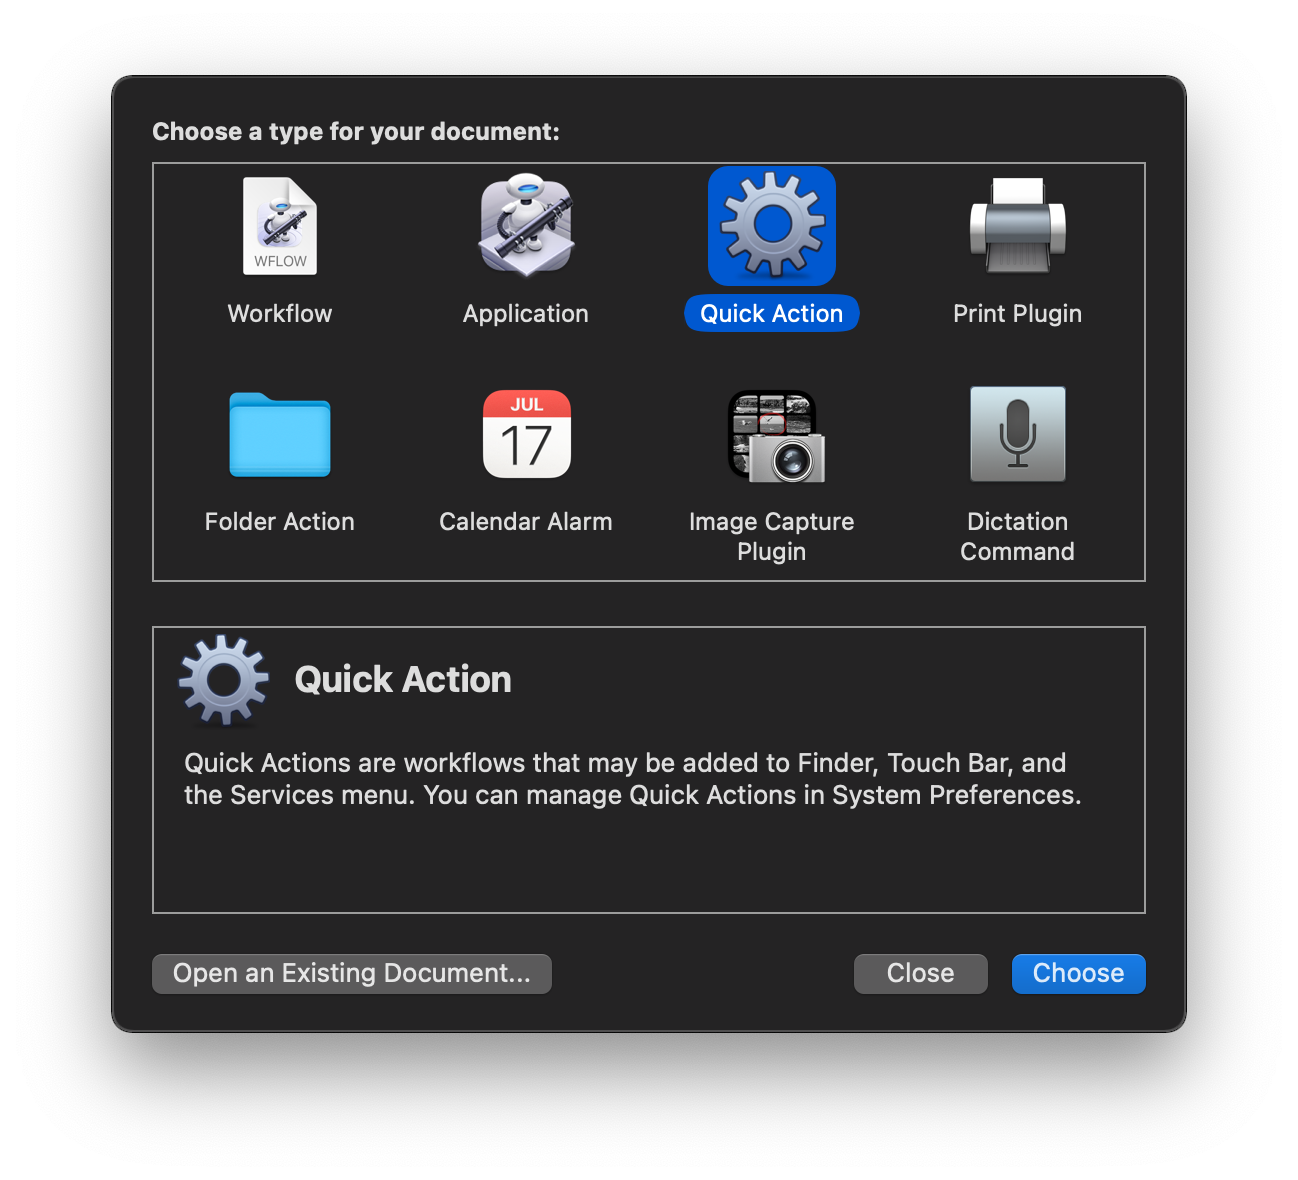 Choose a type for your document:
WFLOW
Workflow
Application
Quick Action
Print Plugin
Folder Action
JUL
17
Calendar Alarm
Image Capture
Plugin
Dictation
Command
Quick Action
Quick Actions are workflows that may be added to Finder, Touch Bar, and
the Services menu. You can manage Quick Actions in System Preferences.
Open an Existing Document...
Close
Choose